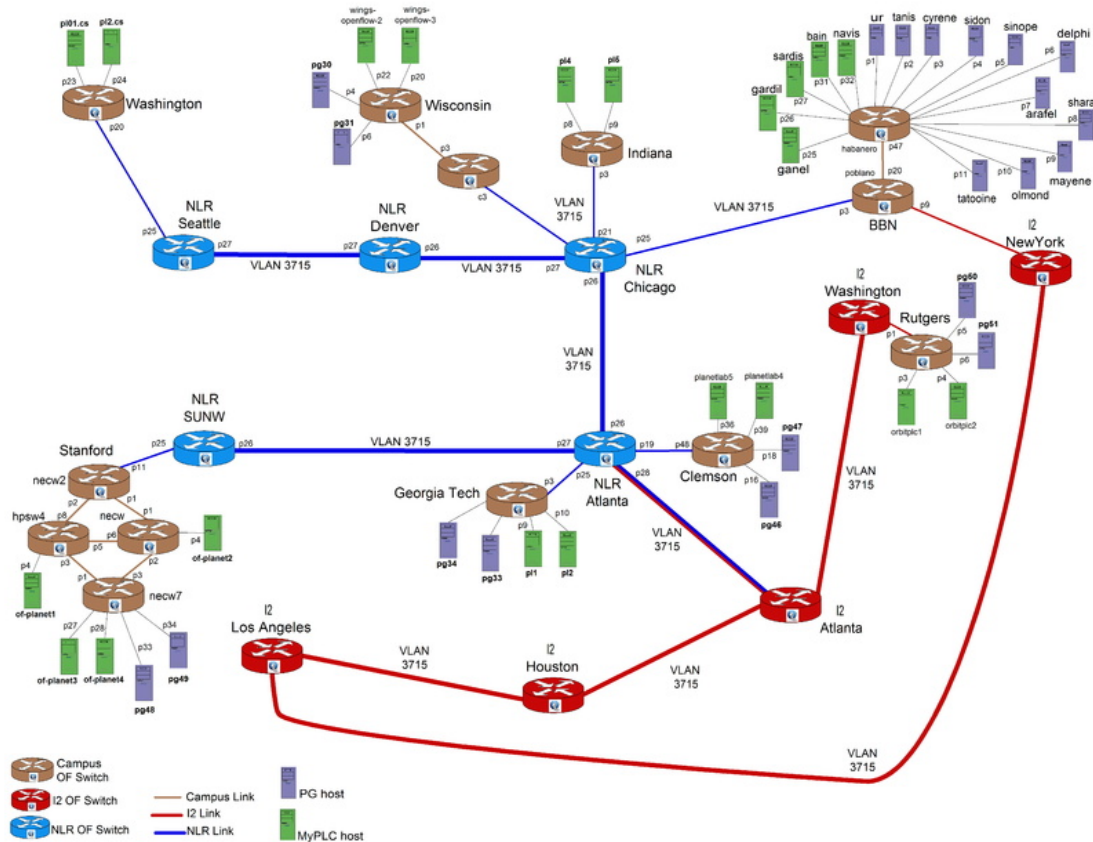 pl01.cs
pl2.cs
p23
p24
Washington
p20
wings-
openflow-2
wings-
openflow-3
pg30
p22
p20
p4
Wisconsin
pg31
p6
p1
p3
c3
pl4
pl5
p8
p9
Indiana
p3
VLAN
3715
bain
navis
ur
tanis
cyrene
sidon
sinope
delphi
sardis
gardil
ganel
p31
p32
p1
p2
p3
p4
p5
p6
p27
p26
p25
p7
arafel
shara
p8
p9
mayene
p10
olmond
p11
tatooine
habanero
p47
poblano
p20
p3
p9
BBN
NLR
Seattle
p25
p27
VLAN 3715
NLR
Denver
p27
p26
VLAN 3715
p27
p21
p25
p26
NLR
Chicago
VLAN 3715
I2
NewYork
I2
Washington
p1
Rutgers
pg50
p5
pg51
p6
p3
p4
orbitplc1
orbitplc2
VLAN
3715
NLR
SUNW
p25
p26
VLAN 3715
p27
p26
p19
p28
p25
NLR
Atlanta
p48
Clemson
planetlab5
planetlab4
p36
p39
pg47
p18
p16
pg46
Georgia Tech
p3
p9
p10
pg34
pg33
pl1
pl2
VLAN
3715
VLAN
3715
Stanford
necw2
p11
p2
p1
hpsw4
p8
necw
p1
p6
p5
p4
of-planet2
p4
p3
p2
of-planet1
p1
p3
necw7
p27
p28
p33
p34
of-planet3
of-planet4
pg48
pg49
I2
Los Angeles
VLAN
3715
I2
Houston
VLAN
3715
I2
Atlanta
VLAN
3715
Campus
OF Switch
I2 OF Switch
NLR OF Switch
Campus Link
I2 Link
NLR Link
PG host
MyPLC host